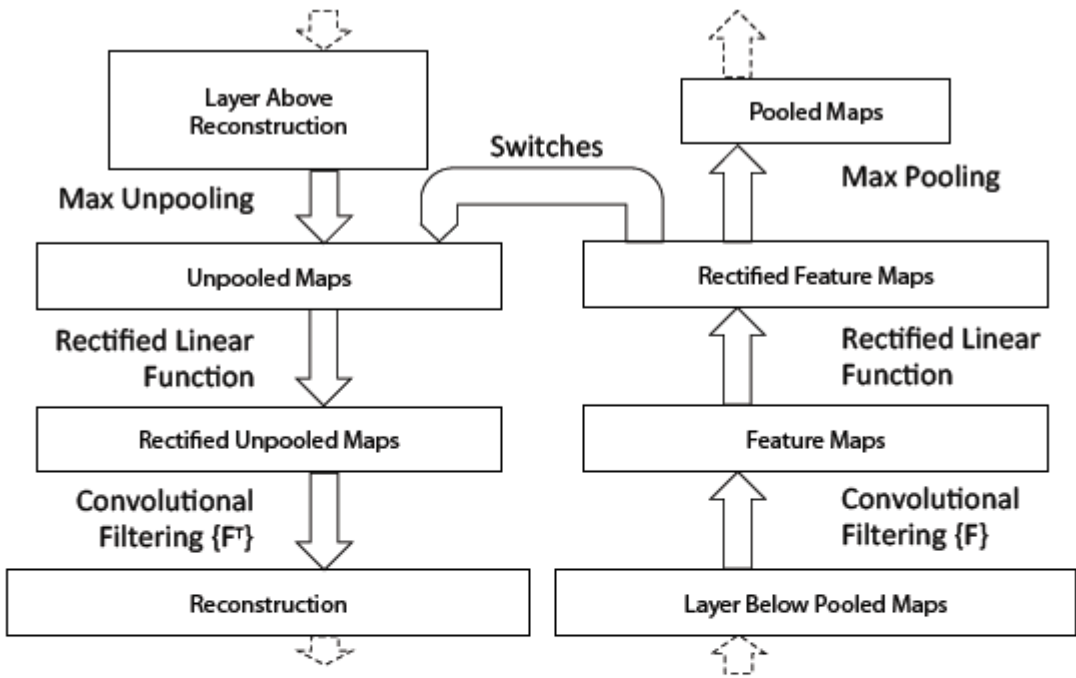 Layer Above
Reconstruction
Pooled Maps
Switches
Max Unpooling
Max Pooling
Unpooled Maps
Rectified Feature Maps
Rectified Linear
Function
Rectified Linear
Function
Rectified Unpooled Maps
Feature Maps
Convolutional
Filtering {Fᵀ}
Convolutional
Filtering {F}
Reconstruction
Layer Below Pooled Maps